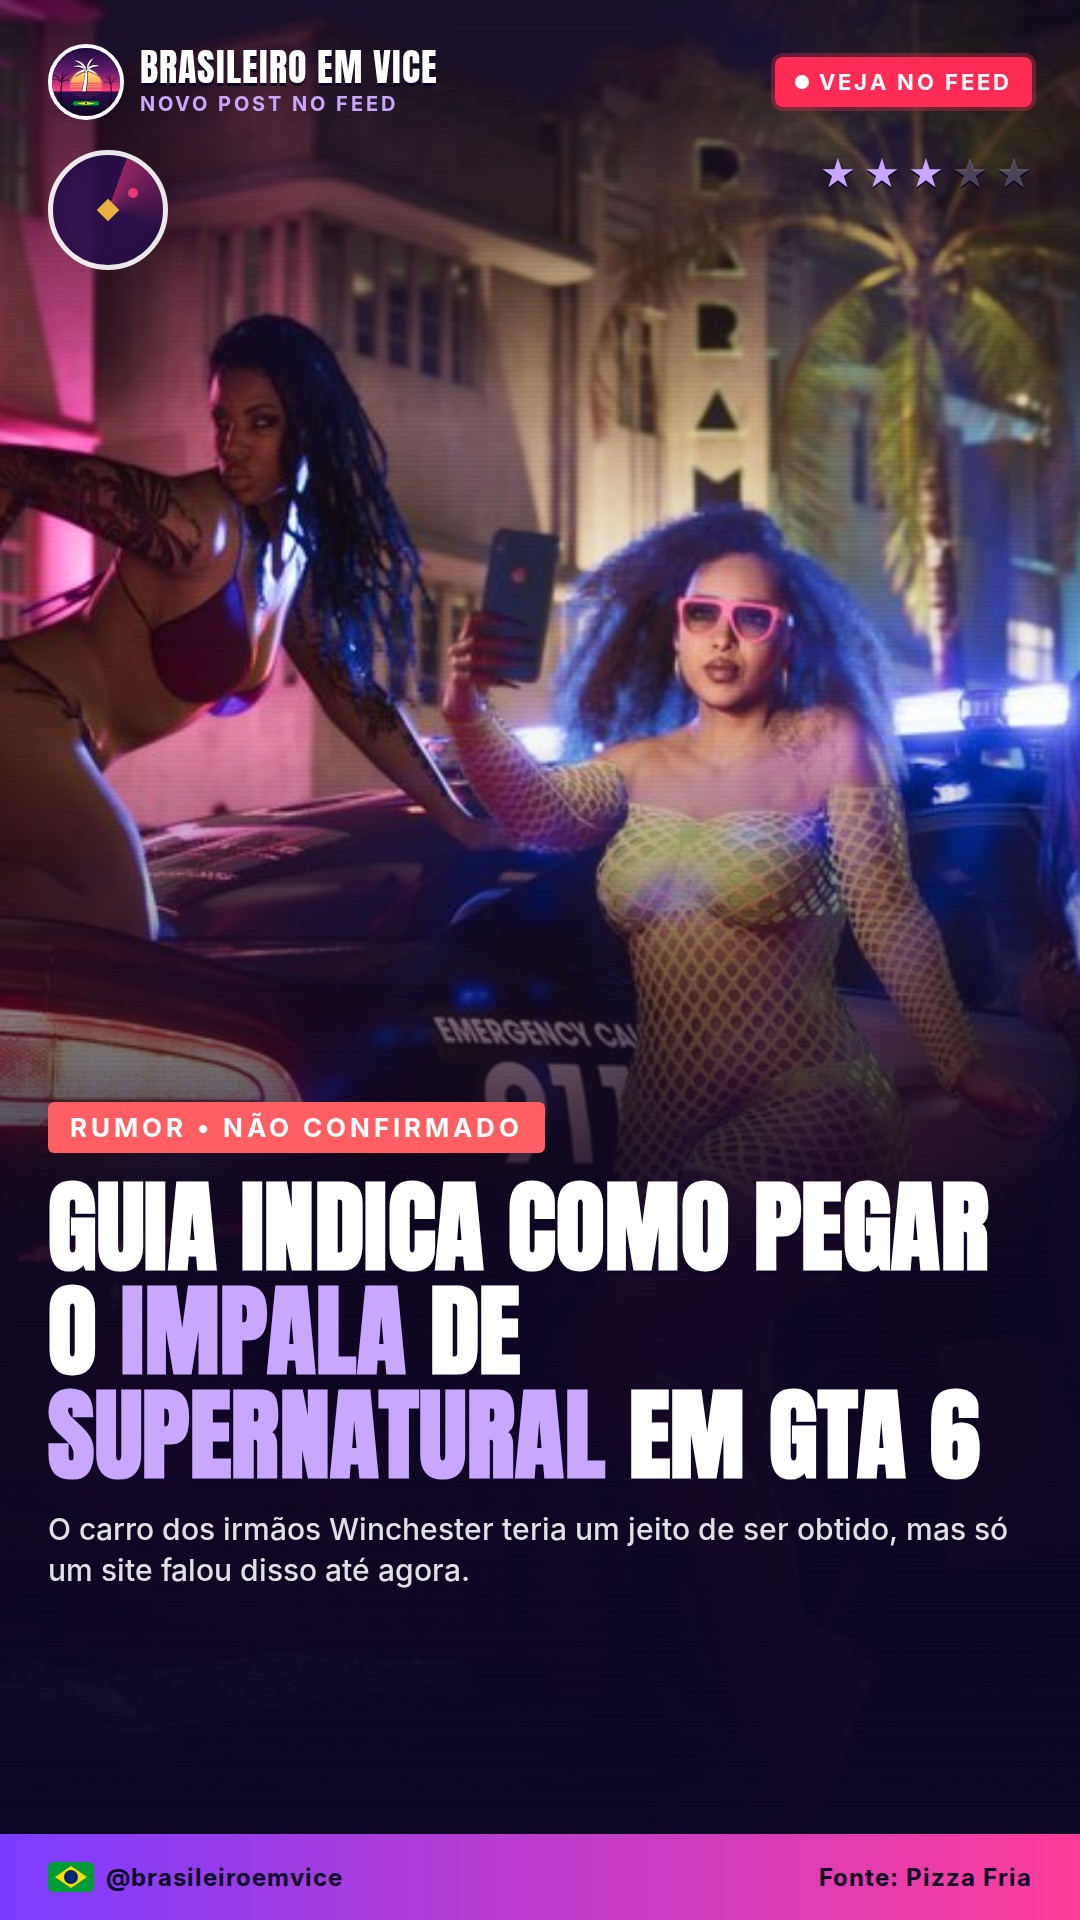 BRASILEIRO EM VICE
NOVO POST NO FEED
VEJA NO FEED
EMERGENCY CAL
911
RUMOR • NÃO CONFIRMADO
GUIA INDICA COMO PEGAR
O IMPALA DE
SUPERNATURAL EM GTA 6
O carro dos irmãos Winchester teria um jeito de ser obtido, mas só
um site falou disso até agora.
@brasileiroemvice
Fonte: Pizza Fria